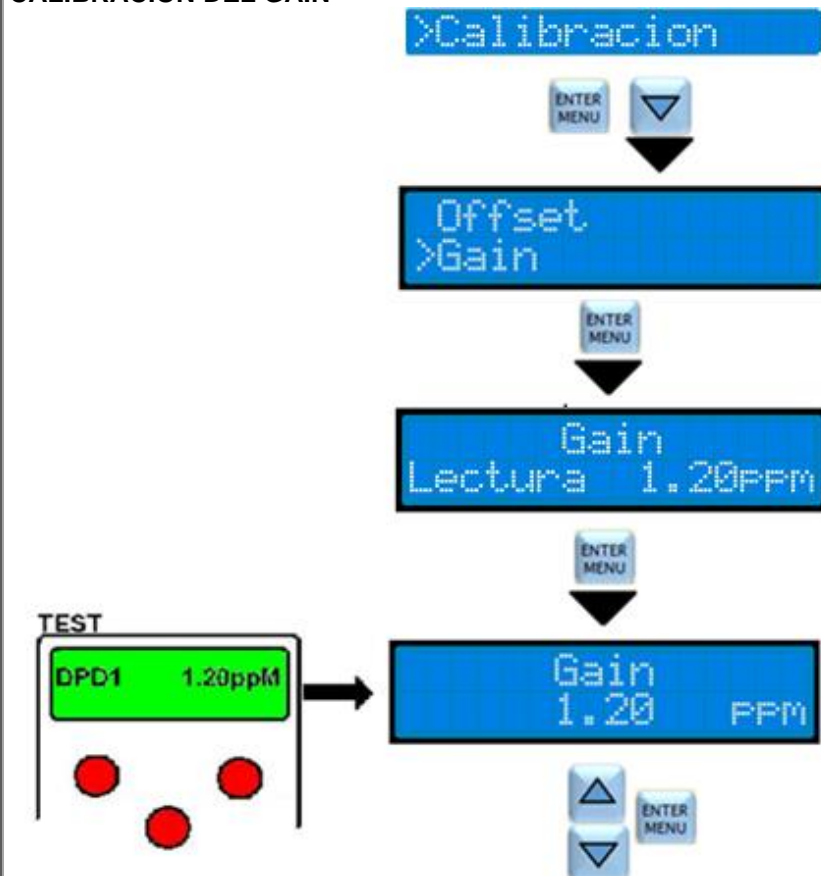 CALIBRACION DEL GAIN
>Calibracion
ENTER
MENU
Offset
>Gain
ENTER
MENU
Gain
Lectura 1.20ppm
ENTER
MENU
TEST
DPD1 1.20ppM
Gain
1.20 ppm
ENTER
MENU